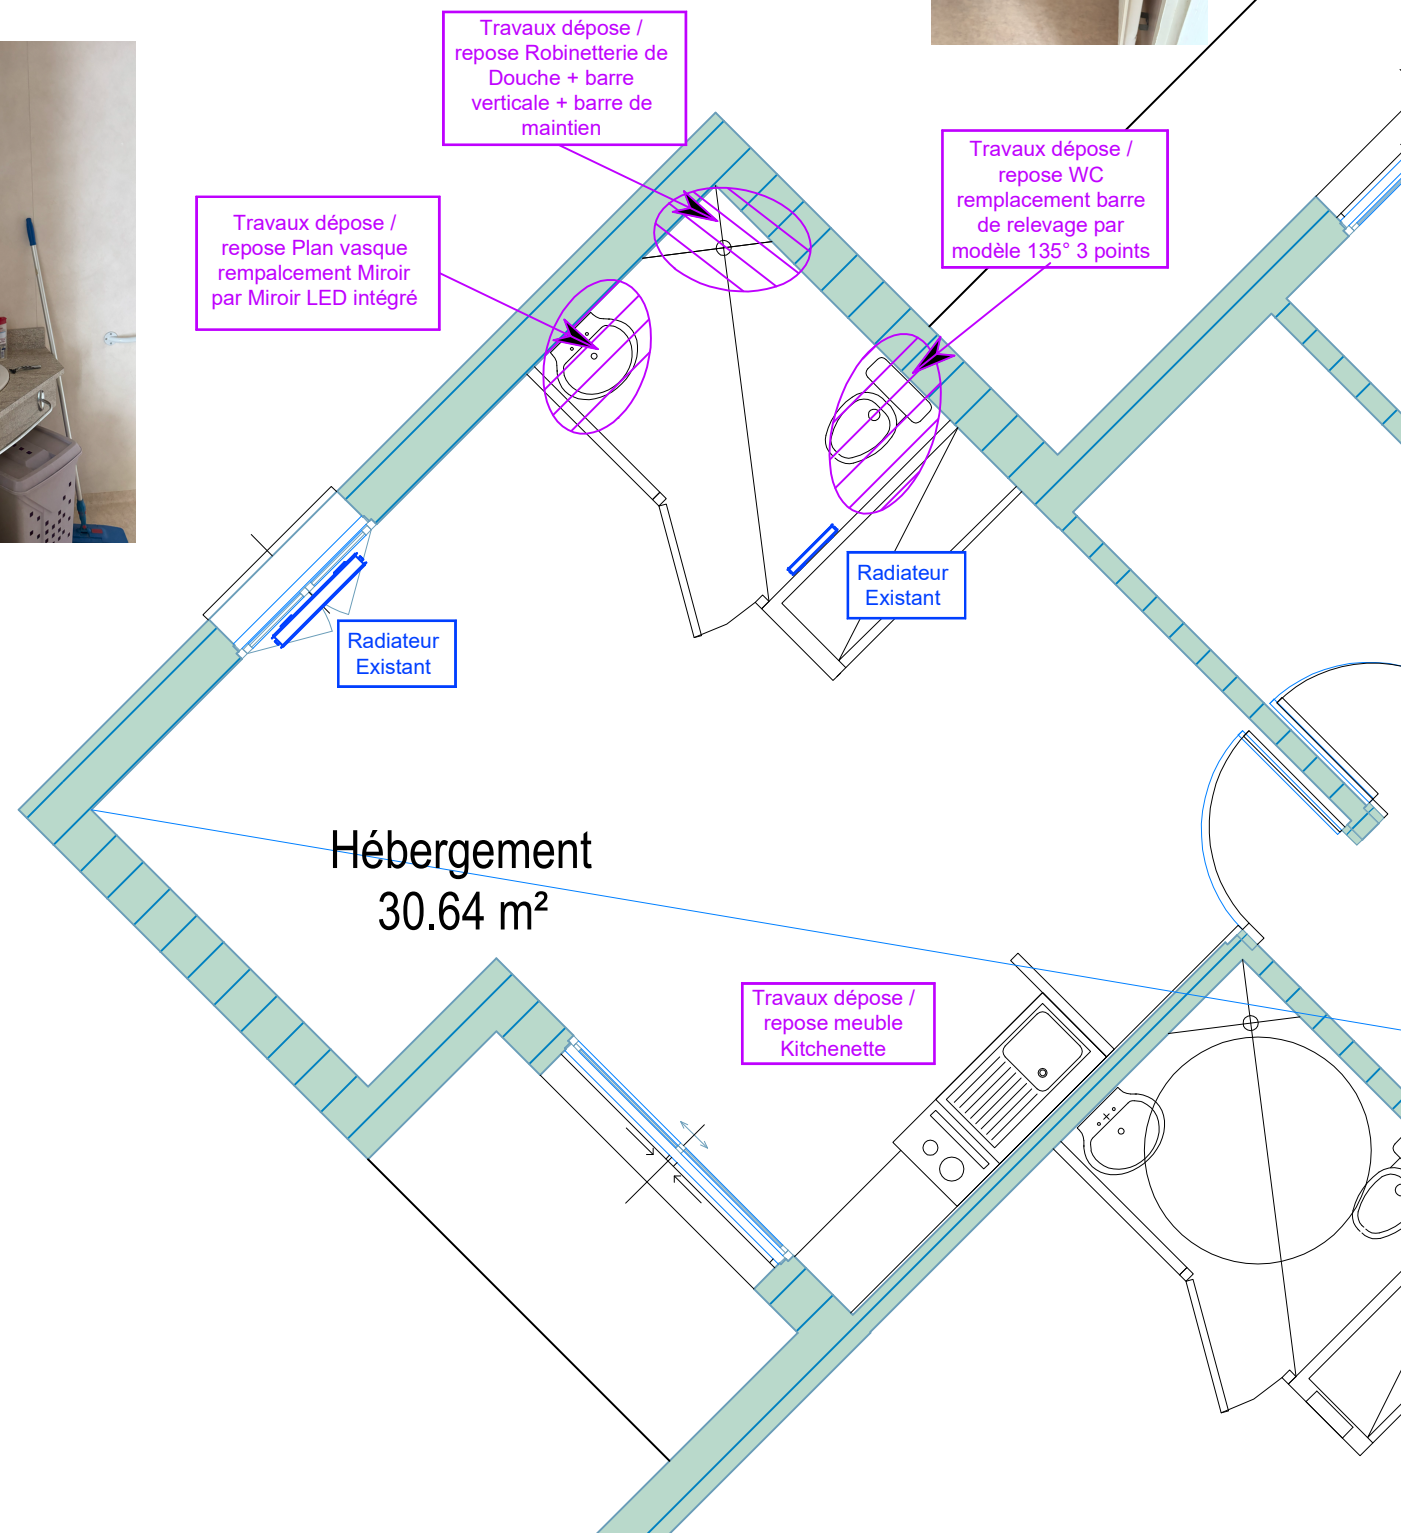 Travaux dépose /
repose Robinetterie de
Douche + barre
verticale + barre de
maintien
Travaux dépose /
repose WC
remplacement barre
de relevage par
modèle 135° 3 points
Travaux dépose /
repose Plan vasque
rempalcement Miroir
par Miroir LED intégré
Radiateur
Existant
Radiateur
Existant
Hébergement
30.64 m²
Travaux dépose /
repose meuble
Kitchenette